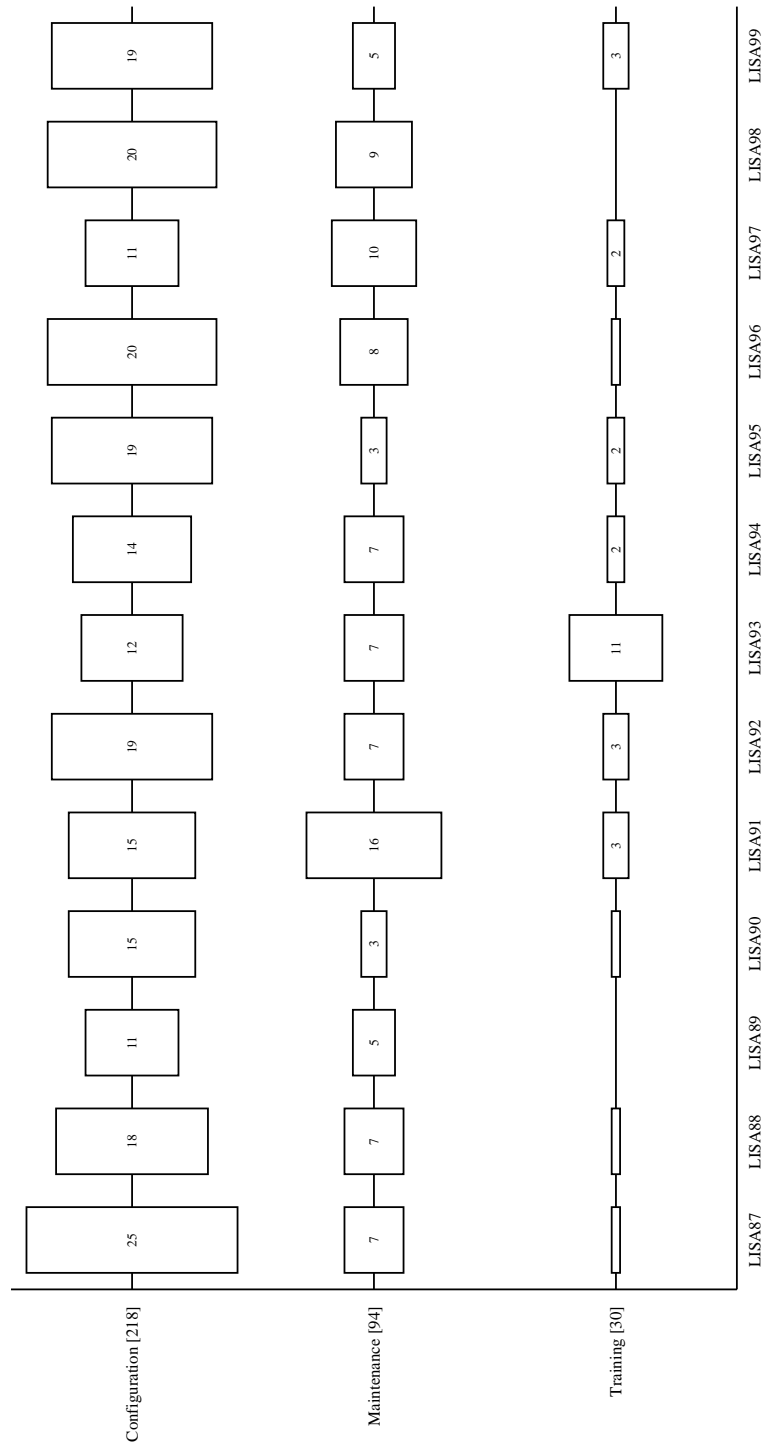 Configuration [218]
25
18
11
15
15
19
12
14
19
20
11
20
19
Maintenance [94]
7
7
5
3
16
7
7
7
3
8
10
9
5
Training [30]
3
3
11
2
2
2
3
LISA87
LISA88
LISA89
LISA90
LISA91
LISA92
LISA93
LISA94
LISA95
LISA96
LISA97
LISA98
LISA99